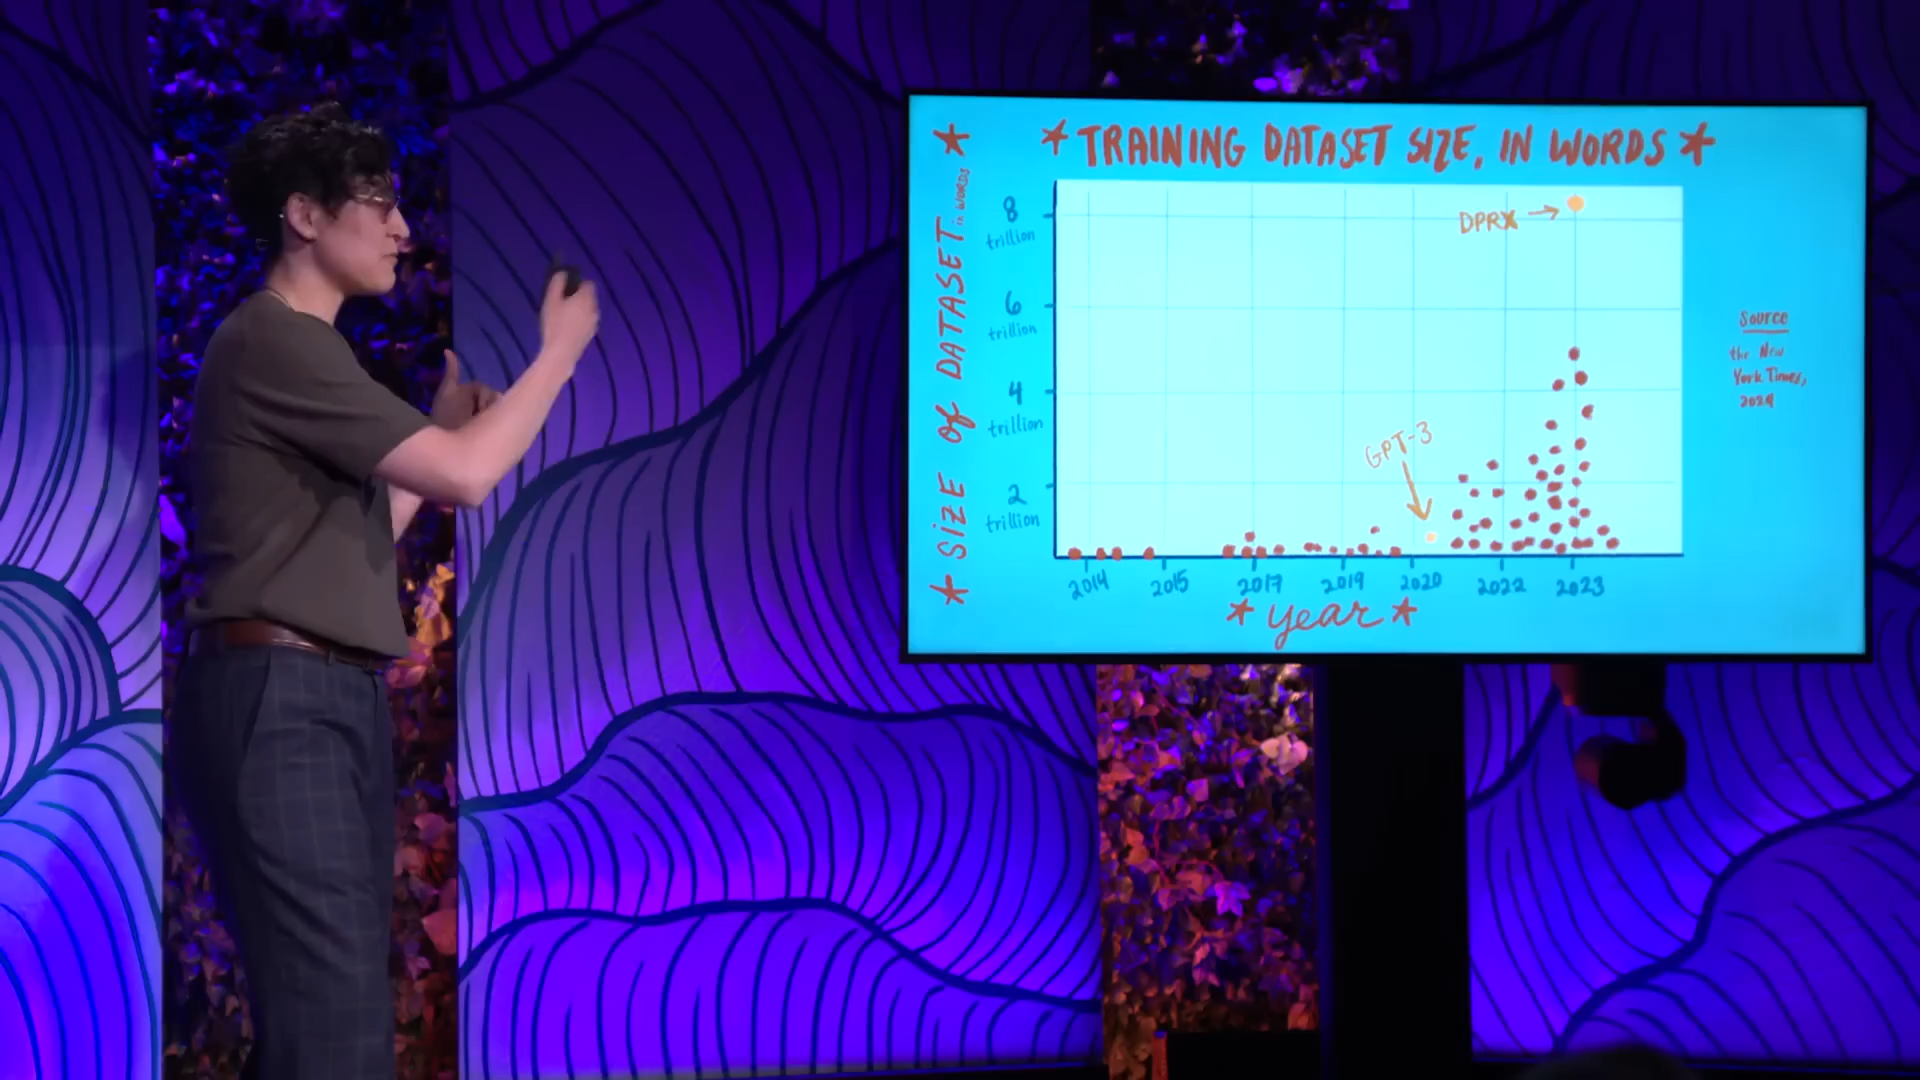 * TRAINING DATASET SIZE, IN WORDS *
* SIZE of DATASET in WORDS *
8
trillion
6
trillion
4
trillion
2
trillion
DPRX →
GPT-3
2014 2015 2017 2019 2020 2022 2023
* year *
Source
the New
York Times,
2024